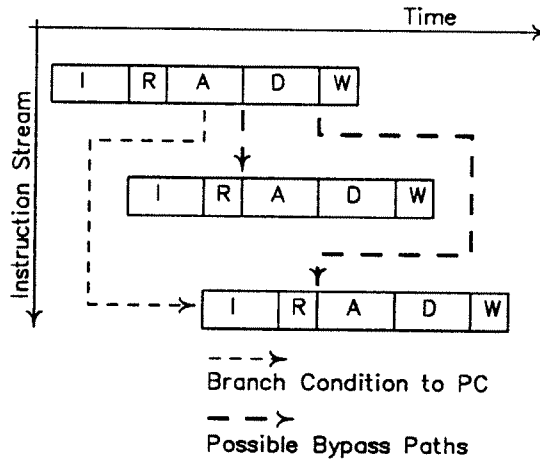 Time
Instruction Stream
I R A D W
I R A D W
I R A D W
Branch Condition to PC
Possible Bypass Paths